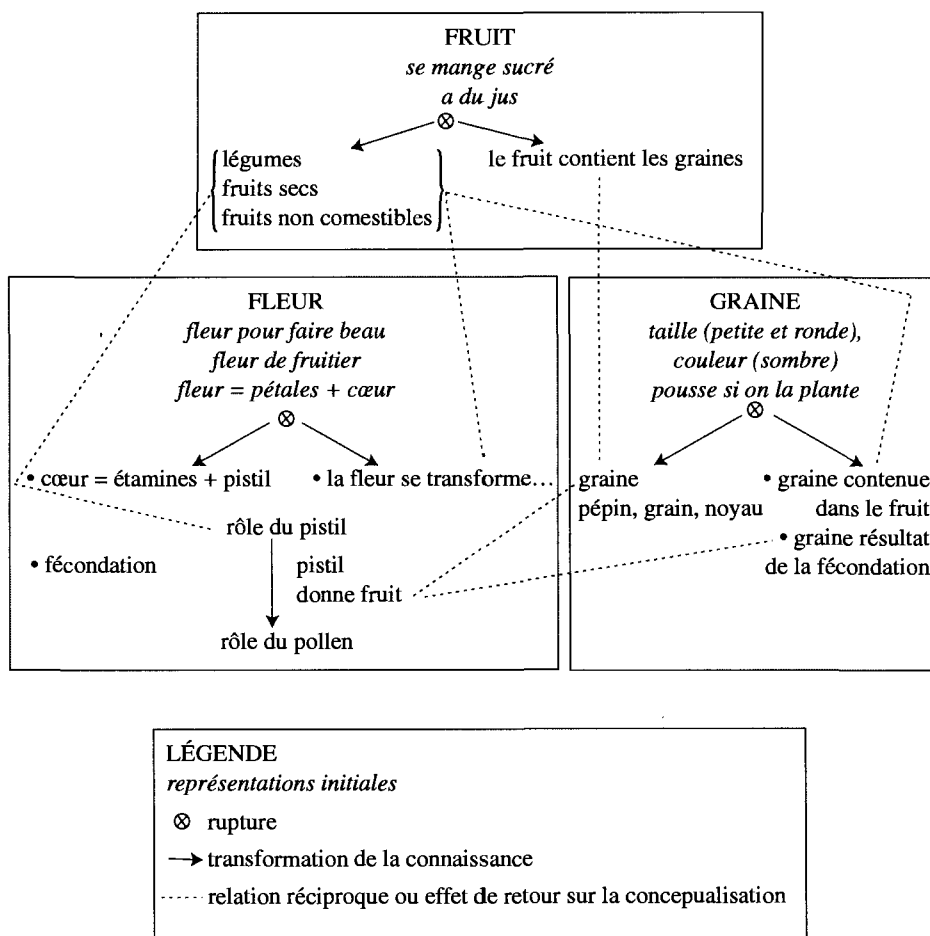 FRUIT
se mange sucré
a du jus
légumes
fruits secs
fruits non comestibles
le fruit contient les graines
FLEUR
fleur pour faire beau
fleur de fruitier
fleur = pétales + cœur
• cœur = étamines + pistil
• la fleur se transforme...
rôle du pistil
• fécondation
pistil
donne fruit
rôle du pollen
GRAINE
taille (petite et ronde),
couleur (sombre)
pousse si on la plante
graine
pépin, grain, noyau
• graine contenue
dans le fruit
• graine résultat
de la fécondation
LÉGENDE
représentations initiales
⊗ rupture
→ transformation de la connaissance
...... relation réciproque ou effet de retour sur la concepualisation